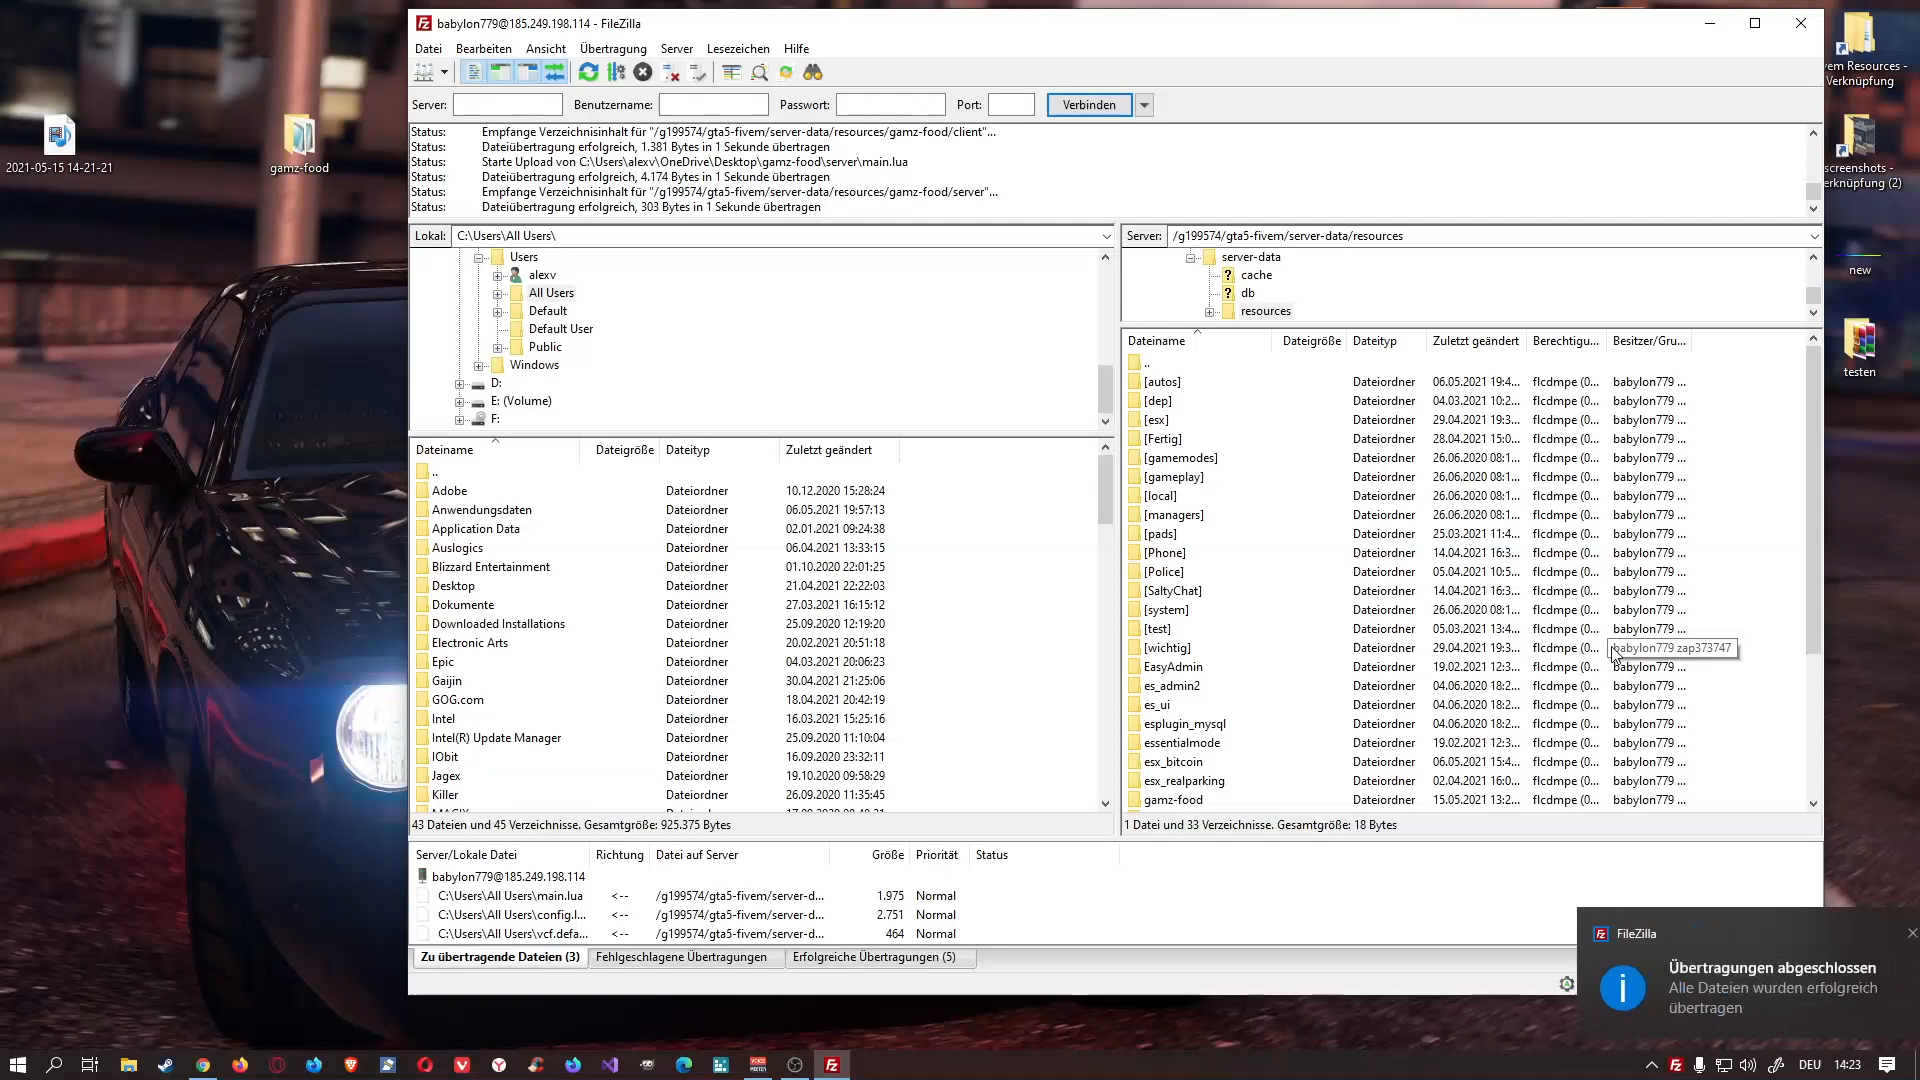 babylon779@185.249.198.114 - FileZilla
Datei Bearbeiten Ansicht Übertragung Server Lesezeichen Hilfe
Server: Benutzername: Passwort: Port: Verbinden
Status: Empfange Verzeichnisinhalt für "/g199574/gta5-fivem/server-data/resources/gamz-food/client"...
Status: Dateiübertragung erfolgreich, 1.381 Bytes in 1 Sekunde übertragen
Status: Starte Upload von C:\Users\alexv\OneDrive\Desktop\gamz-food\server\main.lua
Status: Dateiübertragung erfolgreich, 4.174 Bytes in 1 Sekunde übertragen
Status: Empfange Verzeichnisinhalt für "/g199574/gta5-fivem/server-data/resources/gamz-food/server"...
Status: Dateiübertragung erfolgreich, 303 Bytes in 1 Sekunde übertragen
2021-05-15 14-21-21
gamz-food
Resources -
Verknüpfung
screenshots -
erknüpfung (2)
new
testen
Lokal: C:\Users\All Users\
Users
alexv
All Users
Default
Default User
Public
Windows
D:
E: (Volume)
F:
Dateiname Dateigröße Dateityp Zuletzt geändert
..
Adobe Dateiordner 10.12.2020 15:28:24
Anwendungsdaten Dateiordner 06.05.2021 19:57:13
Application Data Dateiordner 02.01.2021 09:24:38
Auslogics Dateiordner 06.04.2021 13:33:15
Blizzard Entertainment Dateiordner 01.10.2020 22:01:25
Desktop Dateiordner 21.04.2021 22:22:03
Dokumente Dateiordner 27.03.2021 16:15:12
Downloaded Installations Dateiordner 25.09.2020 12:19:20
Electronic Arts Dateiordner 20.02.2021 20:51:18
Epic Dateiordner 04.03.2021 20:06:23
Gaijin Dateiordner 30.04.2021 21:25:06
GOG.com Dateiordner 18.04.2021 20:42:19
Intel Dateiordner 16.03.2021 15:25:16
Intel(R) Update Manager Dateiordner 25.09.2020 11:10:04
IObit Dateiordner 16.09.2020 23:32:11
Jagex Dateiordner 19.10.2020 09:58:29
Killer Dateiordner 26.09.2020 11:35:45
43 Dateien und 45 Verzeichnisse. Gesamtgröße: 925.375 Bytes
Server: /g199574/gta5-fivem/server-data/resources
server-data
cache
db
resources
Dateiname Dateigröße Dateityp Zuletzt geändert Berechtigu... Besitzer/Gru...
..
[autos] Dateiordner 06.05.2021 19:4... flcdmpe (0... babylon779 ...
[dep] Dateiordner 04.03.2021 10:2... flcdmpe (0... babylon779 ...
[esx] Dateiordner 29.04.2021 19:3... flcdmpe (0... babylon779 ...
[Fertig] Dateiordner 28.04.2021 15:0... flcdmpe (0... babylon779 ...
[gamemodes] Dateiordner 26.06.2020 08:1... flcdmpe (0... babylon779 ...
[gameplay] Dateiordner 26.06.2020 08:1... flcdmpe (0... babylon779 ...
[local] Dateiordner 26.06.2020 08:1... flcdmpe (0... babylon779 ...
[managers] Dateiordner 26.06.2020 08:1... flcdmpe (0... babylon779 ...
[pads] Dateiordner 25.03.2021 11:4... flcdmpe (0... babylon779 ...
[Phone] Dateiordner 14.04.2021 16:3... flcdmpe (0... babylon779 ...
[Police] Dateiordner 05.04.2021 10:5... flcdmpe (0... babylon779 ...
[SaltyChat] Dateiordner 14.04.2021 16:3... flcdmpe (0... babylon779 ...
[system] Dateiordner 26.06.2020 08:1... flcdmpe (0... babylon779 ...
[test] Dateiordner 05.03.2021 13:4... flcdmpe (0... babylon779 ...
[wichtig] Dateiordner 29.04.2021 19:3... flcdmpe (0... babylon779 zap373747
EasyAdmin Dateiordner 19.02.2021 12:3... flcdmpe (0... babylon779 ...
es_admin2 Dateiordner 04.06.2020 18:2... flcdmpe (0... babylon779 ...
es_ui Dateiordner 04.06.2020 18:2... flcdmpe (0... babylon779 ...
esplugin_mysql Dateiordner 04.06.2020 18:2... flcdmpe (0... babylon779 ...
essentialmode Dateiordner 19.02.2021 12:3... flcdmpe (0... babylon779 ...
esx_bitcoin Dateiordner 06.05.2021 15:4... flcdmpe (0... babylon779 ...
esx_realparking Dateiordner 02.04.2021 16:0... flcdmpe (0... babylon779 ...
gamz-food Dateiordner 15.05.2021 13:2... flcdmpe (0... babylon779 ...
1 Datei und 33 Verzeichnisse. Gesamtgröße: 18 Bytes
Server/Lokale Datei Richtung Datei auf Server Größe Priorität Status
babylon779@185.249.198.114
C:\Users\All Users\main.lua <-- /g199574/gta5-fivem/server-d... 1.975 Normal
C:\Users\All Users\config.l... <-- /g199574/gta5-fivem/server-d... 2.751 Normal
C:\Users\All Users\vcf.defa... <-- /g199574/gta5-fivem/server-d... 464 Normal
Zu übertragende Dateien (3) Fehlgeschlagene Übertragungen Erfolgreiche Übertragungen (5)
FileZilla
Übertragungen abgeschlossen
Alle Dateien wurden erfolgreich
übertragen
DEU 14:23